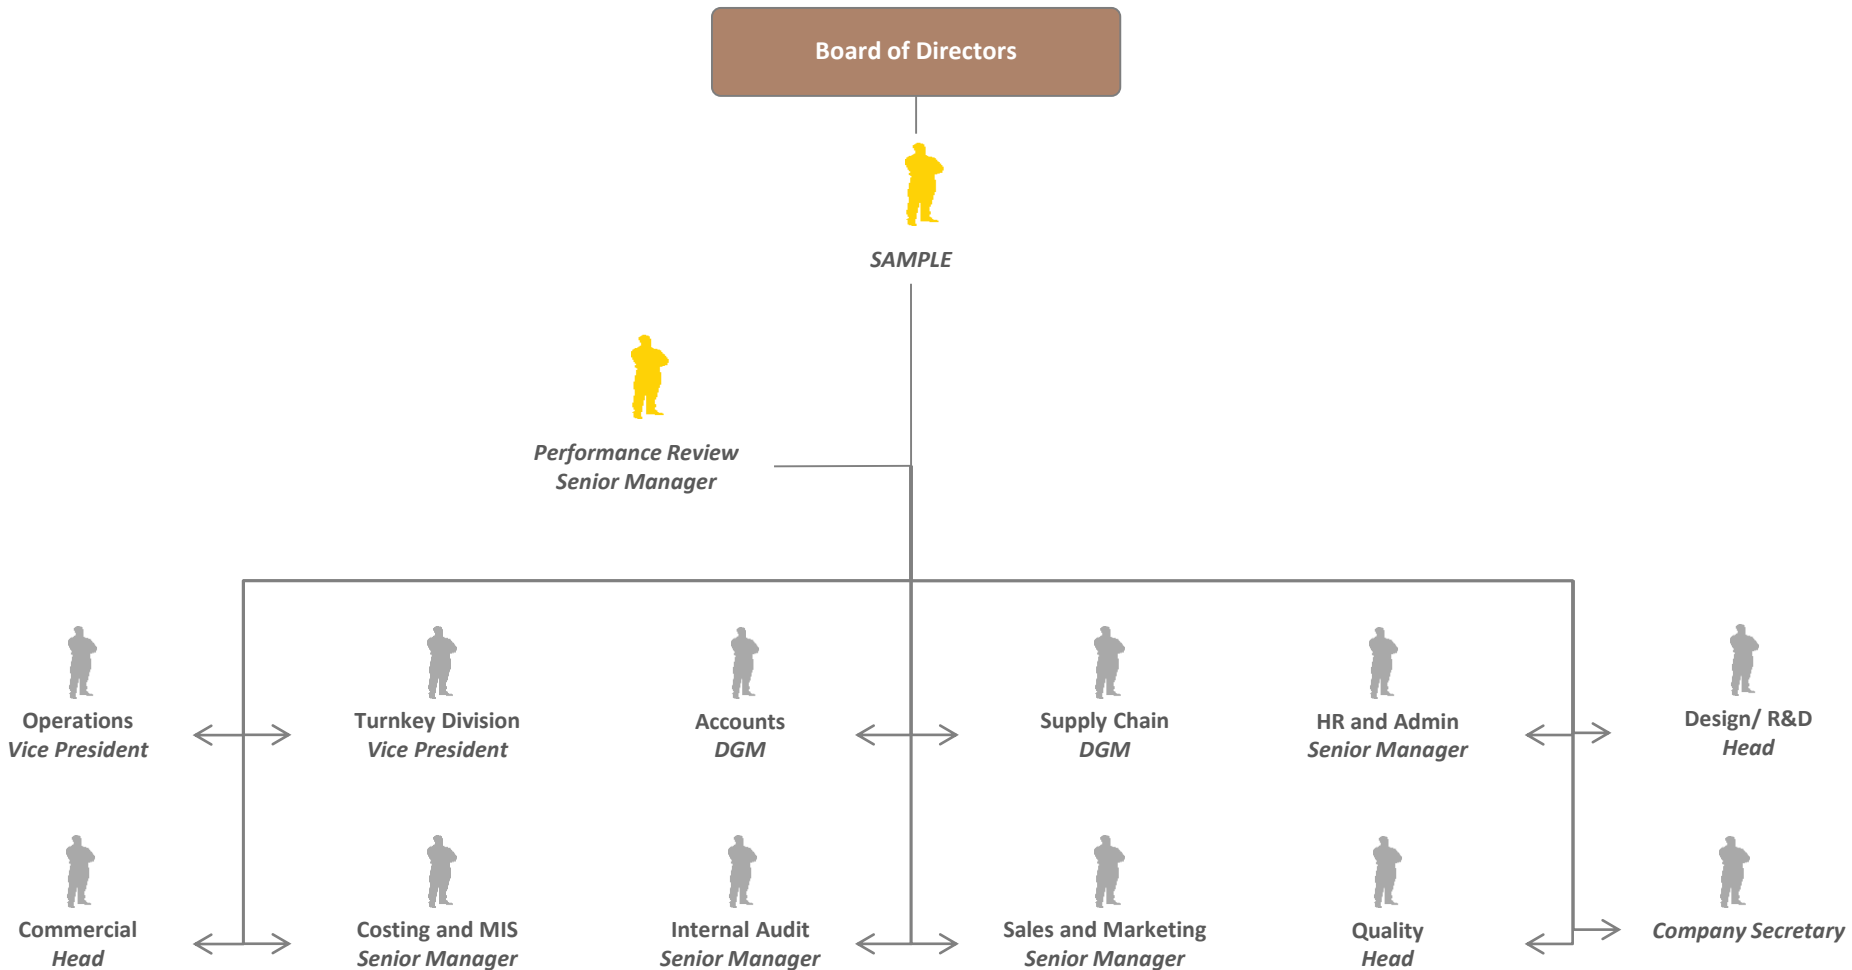 Board of Directors
SAMPLE
Performance Review
Senior Manager
Operations
Vice President
Turnkey Division
Vice President
Accounts
DGM
Supply Chain
DGM
HR and Admin
Senior Manager
Design/ R&D
Head
Commercial
Head
Costing and MIS
Senior Manager
Internal Audit
Senior Manager
Sales and Marketing
Senior Manager
Quality
Head
Company Secretary